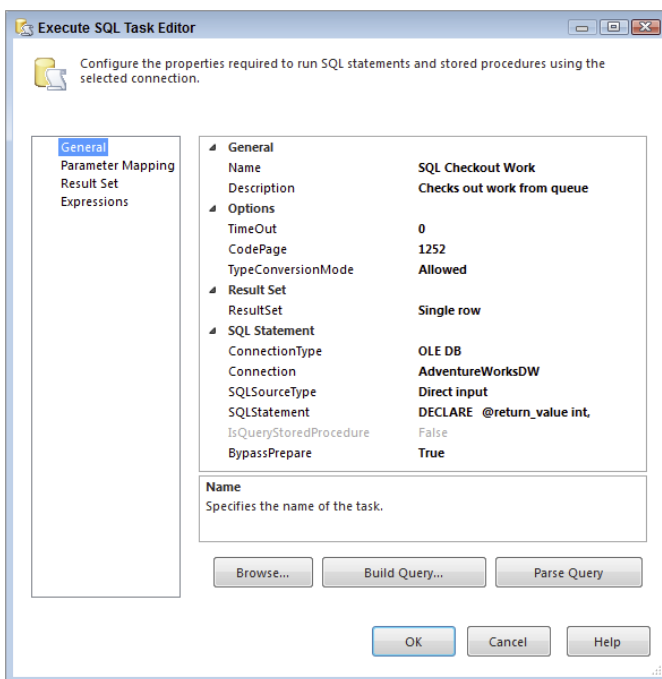 Execute SQL Task Editor
Configure the properties required to run SQL statements and stored procedures using the
selected connection.
General
Parameter Mapping
Result Set
Expressions
General
Name SQL Checkout Work
Description Checks out work from queue
Options
TimeOut 0
CodePage 1252
TypeConversionMode Allowed
Result Set
ResultSet Single row
SQL Statement
ConnectionType OLE DB
Connection AdventureWorksDW
SQLSourceType Direct input
SQLStatement DECLARE @return_value int,
IsQueryStoredProcedure False
BypassPrepare True
Name
Specifies the name of the task.
Browse... Build Query... Parse Query
OK Cancel Help